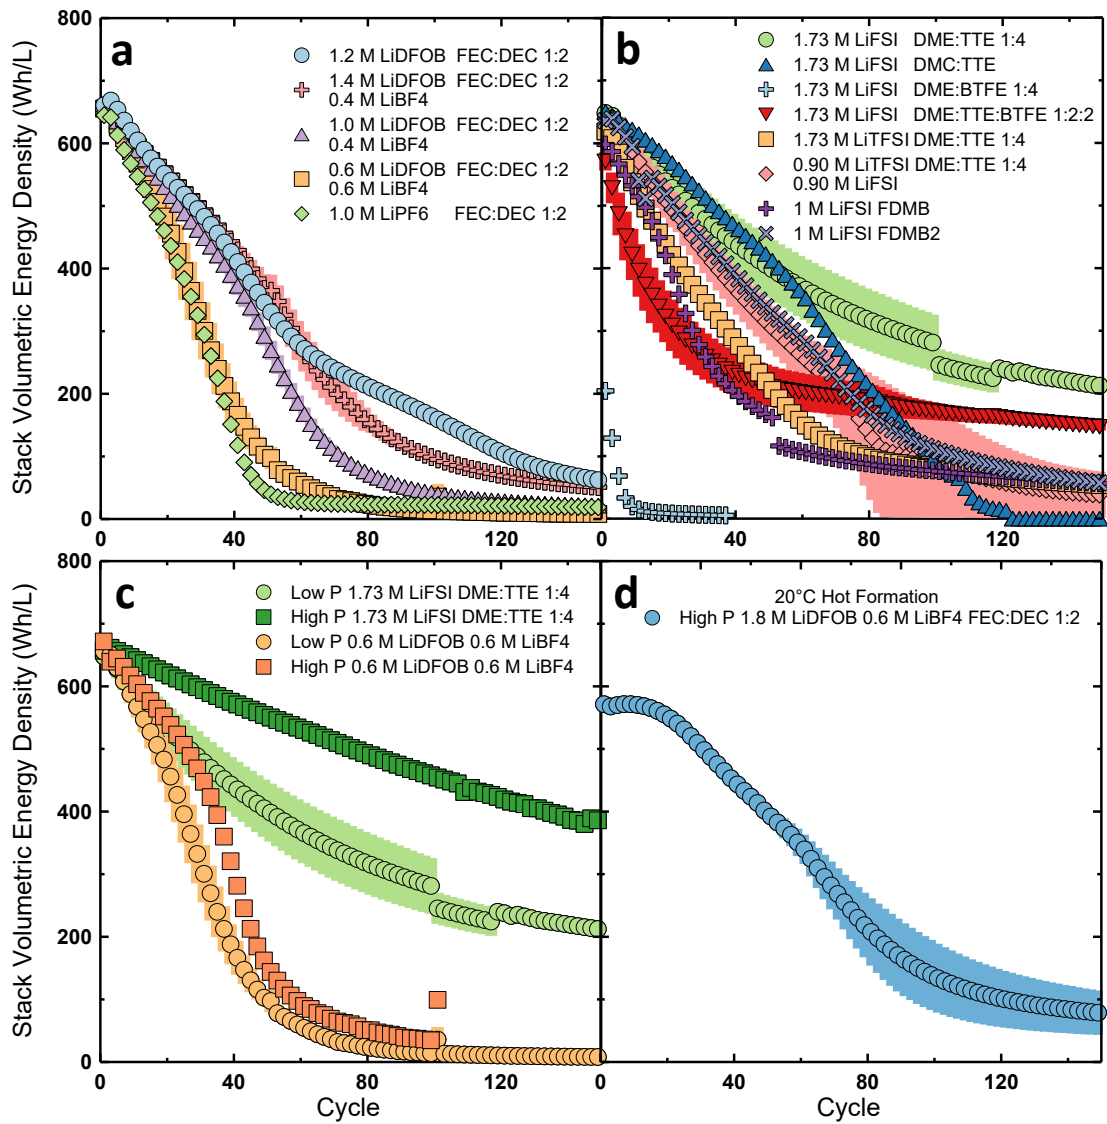 a
1.2 M LiDFOB FEC:DEC 1:2
1.4 M LiDFOB FEC:DEC 1:2
0.4 M LiBF4
1.0 M LiDFOB FEC:DEC 1:2
0.4 M LiBF4
0.6 M LiDFOB FEC:DEC 1:2
0.6 M LiBF4
1.0 M LiPF6 FEC:DEC 1:2
Stack Volumetric Energy Density (Wh/L)
800
600
400
200
0
0 40 80 120
b
1.73 M LiFSI DME:TTE 1:4
1.73 M LiFSI DMC:TTE
1.73 M LiFSI DME:BTFE 1:4
1.73 M LiFSI DME:TTE:BTFE 1:2:2
1.73 M LiTFSI DME:TTE 1:4
0.90 M LiTFSI DME:TTE 1:4
0.90 M LiFSI
1 M LiFSI FDMB
1 M LiFSI FDMB2
0 40 80 120
c
Low P 1.73 M LiFSI DME:TTE 1:4
High P 1.73 M LiFSI DME:TTE 1:4
Low P 0.6 M LiDFOB 0.6 M LiBF4
High P 0.6 M LiDFOB 0.6 M LiBF4
Stack Volumetric Energy Density (Wh/L)
800
600
400
200
0
0 40 80 120
Cycle
d
20°C Hot Formation
High P 1.8 M LiDFOB 0.6 M LiBF4 FEC:DEC 1:2
0 40 80 120
Cycle